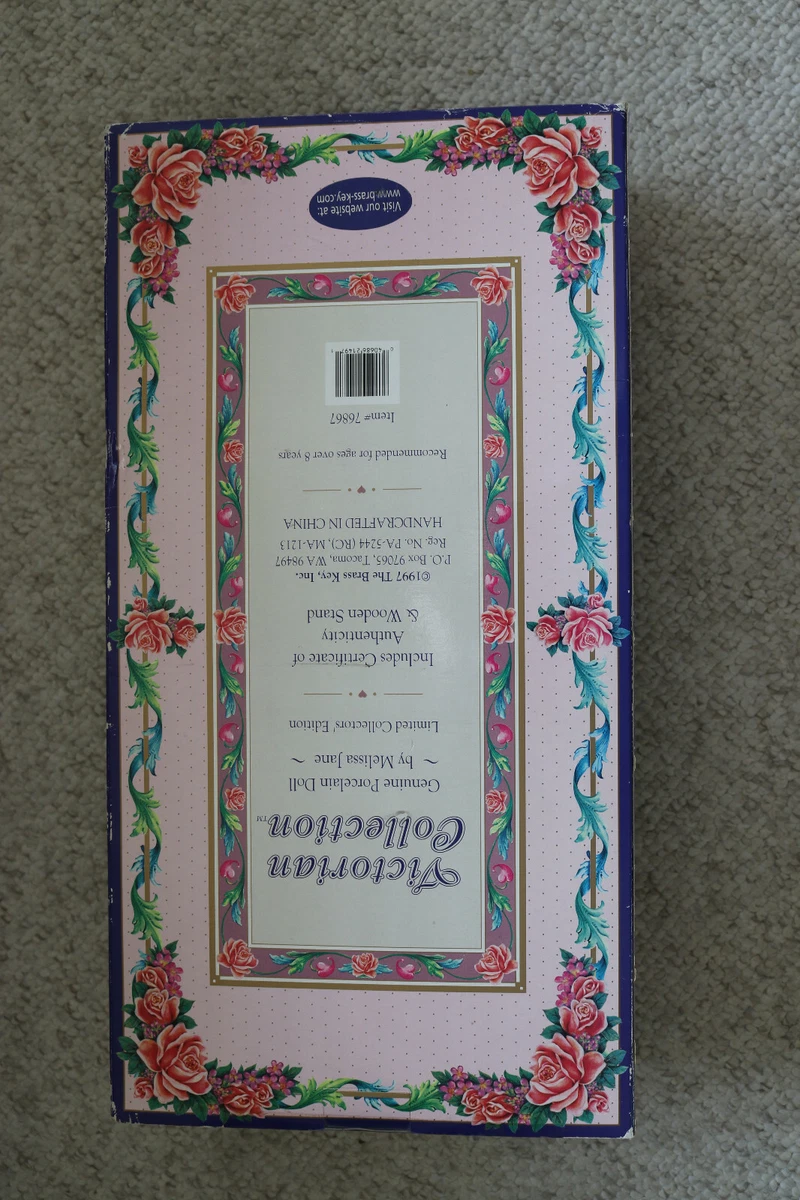 Victorian
Collection™
Genuine Porcelain Doll
~ by Melissa Jane ~
Limited Collectors' Edition
Includes Certificate of
Authenticity
& Wooden Stand
©1997 The Brass Key, Inc.
P.O. Box 97065, Tacoma, WA 98497
Reg. No. PA-5244 (RC), MA-1213
HANDCRAFTED IN CHINA
Recommended for ages over 8 years
Item# 76867
Visit our website at:
www.brass-key.com